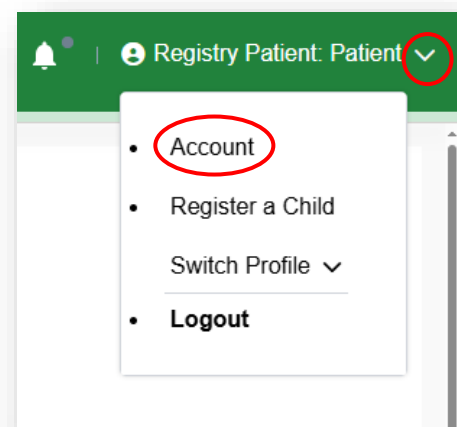 Registry Patient: Patient
Account
Register a Child
Switch Profile
Logout